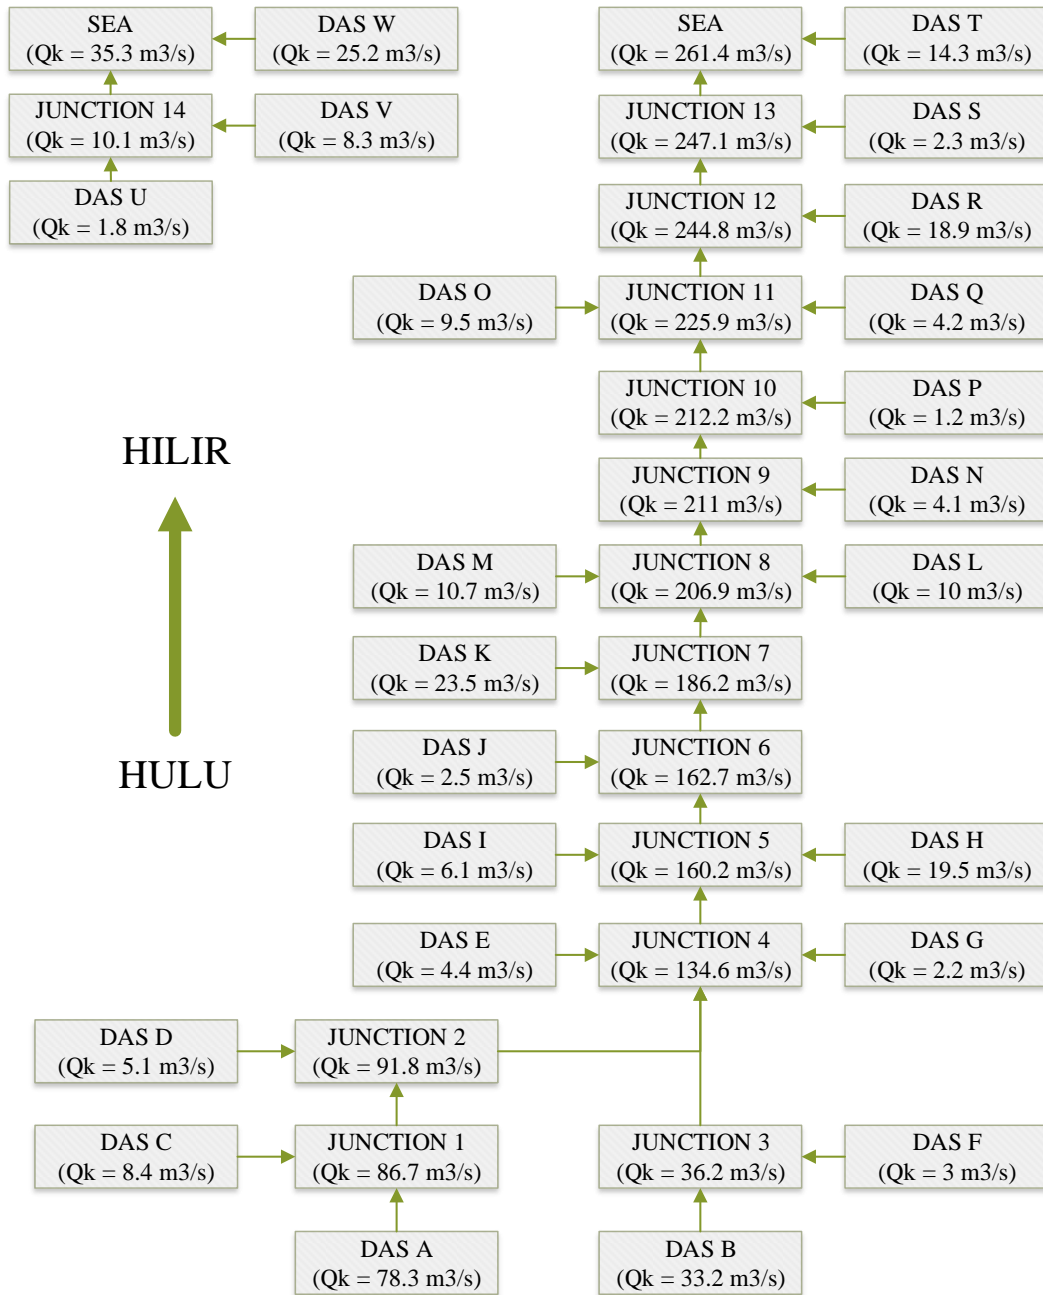 SEA
(Qk = 35.3 m3/s)
DAS W
(Qk = 25.2 m3/s)
SEA
(Qk = 261.4 m3/s)
DAS T
(Qk = 14.3 m3/s)
JUNCTION 14
(Qk = 10.1 m3/s)
DAS V
(Qk = 8.3 m3/s)
JUNCTION 13
(Qk = 247.1 m3/s)
DAS S
(Qk = 2.3 m3/s)
DAS U
(Qk = 1.8 m3/s)
JUNCTION 12
(Qk = 244.8 m3/s)
DAS R
(Qk = 18.9 m3/s)
DAS O
(Qk = 9.5 m3/s)
JUNCTION 11
(Qk = 225.9 m3/s)
DAS Q
(Qk = 4.2 m3/s)
JUNCTION 10
(Qk = 212.2 m3/s)
DAS P
(Qk = 1.2 m3/s)
HILIR
JUNCTION 9
(Qk = 211 m3/s)
DAS N
(Qk = 4.1 m3/s)
DAS M
(Qk = 10.7 m3/s)
JUNCTION 8
(Qk = 206.9 m3/s)
DAS L
(Qk = 10 m3/s)
DAS K
(Qk = 23.5 m3/s)
JUNCTION 7
(Qk = 186.2 m3/s)
HULU
DAS J
(Qk = 2.5 m3/s)
JUNCTION 6
(Qk = 162.7 m3/s)
DAS I
(Qk = 6.1 m3/s)
JUNCTION 5
(Qk = 160.2 m3/s)
DAS H
(Qk = 19.5 m3/s)
DAS E
(Qk = 4.4 m3/s)
JUNCTION 4
(Qk = 134.6 m3/s)
DAS G
(Qk = 2.2 m3/s)
DAS D
(Qk = 5.1 m3/s)
JUNCTION 2
(Qk = 91.8 m3/s)
DAS C
(Qk = 8.4 m3/s)
JUNCTION 1
(Qk = 86.7 m3/s)
JUNCTION 3
(Qk = 36.2 m3/s)
DAS F
(Qk = 3 m3/s)
DAS A
(Qk = 78.3 m3/s)
DAS B
(Qk = 33.2 m3/s)